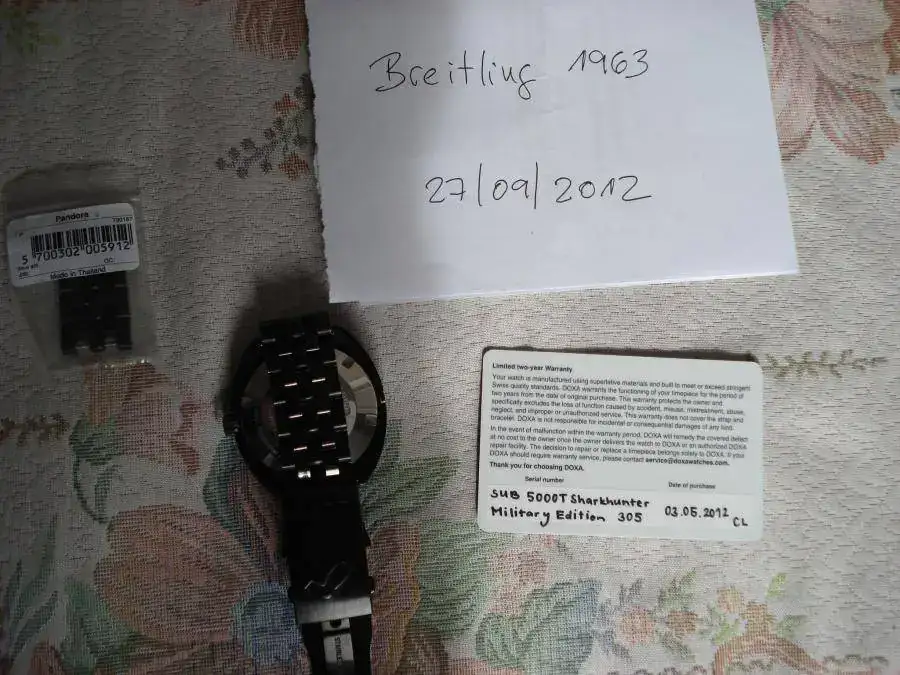 Breitling 1963
27/09/2012
Pandora
790187
5 700302 005912
Made in Thailand
Limited two-year Warranty
Your watch is manufactured using superlative materials and built to meet or exceed stringent
Swiss quality standards. DOXA warrants the functioning of your timepiece for the period of
two years from the date of original purchase. This warranty protects the owner and
specifically excludes the loss of function caused by accident, misuse, mistreatment, abuse,
neglect, and improper or unauthorized service. This warranty does not cover the strap and
bracelet. DOXA is not responsible for incidental or consequential damages of any kind.
In the event of malfunction within the warranty period, DOXA will remedy the covered defect
at no cost to the owner once the owner delivers the watch to DOXA or an authorized DOXA
repair facility. The decision to repair or replace a timepiece belongs solely to DOXA. If your
DOXA should require warranty service, please contact service@doxawatches.com.
Thank you for choosing DOXA.
Serial number Date of purchase
SUB 5000T Sharkhunter
Military Edition 305 03.05.2012 CL